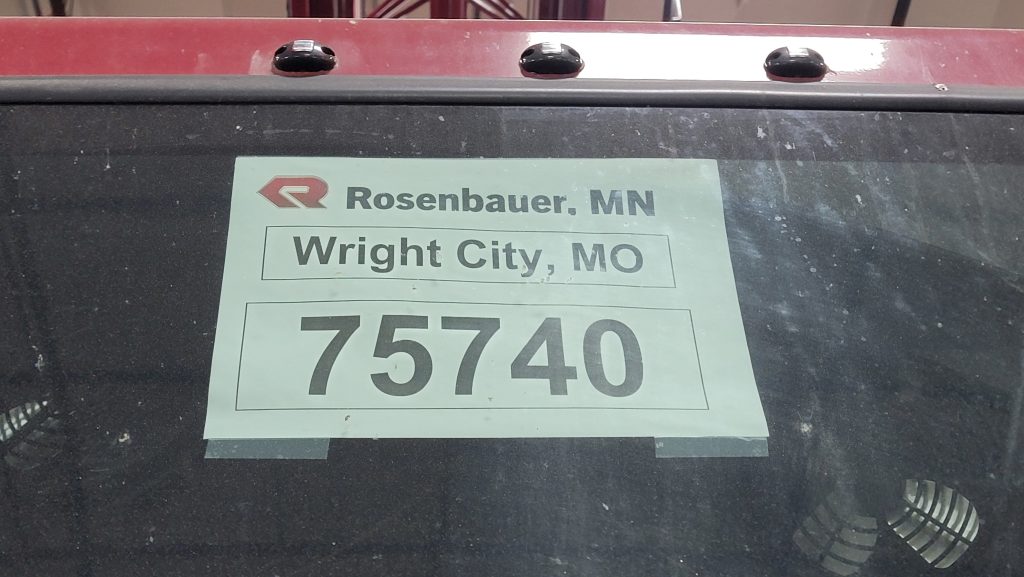 Rosenbauer, MN
Wright City, MO
75740